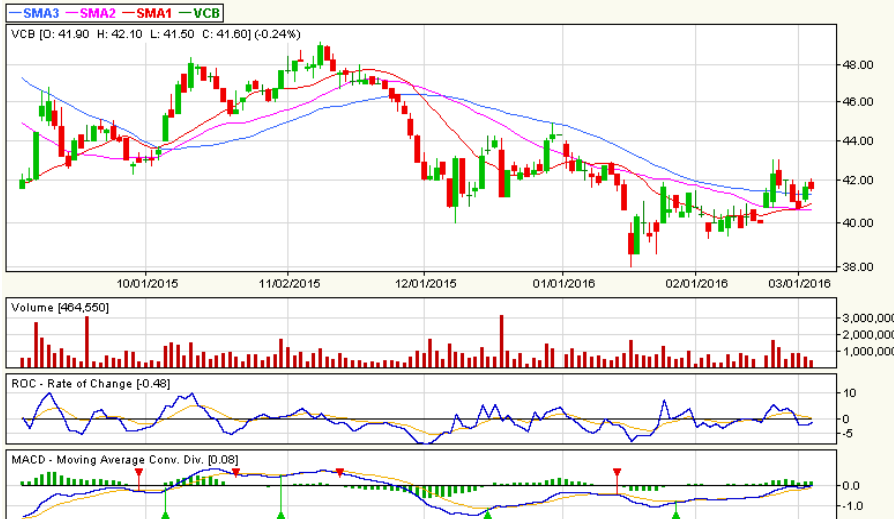 SMA3 SMA2 SMA1 VCB
VCB [O: 41.90 H: 42.10 L: 41.50 C: 41.60] (-0.24%)
48.00
46.00
44.00
42.00
40.00
38.00
10/01/2015 11/02/2015 12/01/2015 01/01/2016 02/01/2016 03/01/2016
Volume [464,550]
3,000,000
2,000,000
1,000,000
ROC - Rate of Change [-0.48]
10
0
-5
MACD - Moving Average Conv. Div. [0.08]
0.0
-1.0